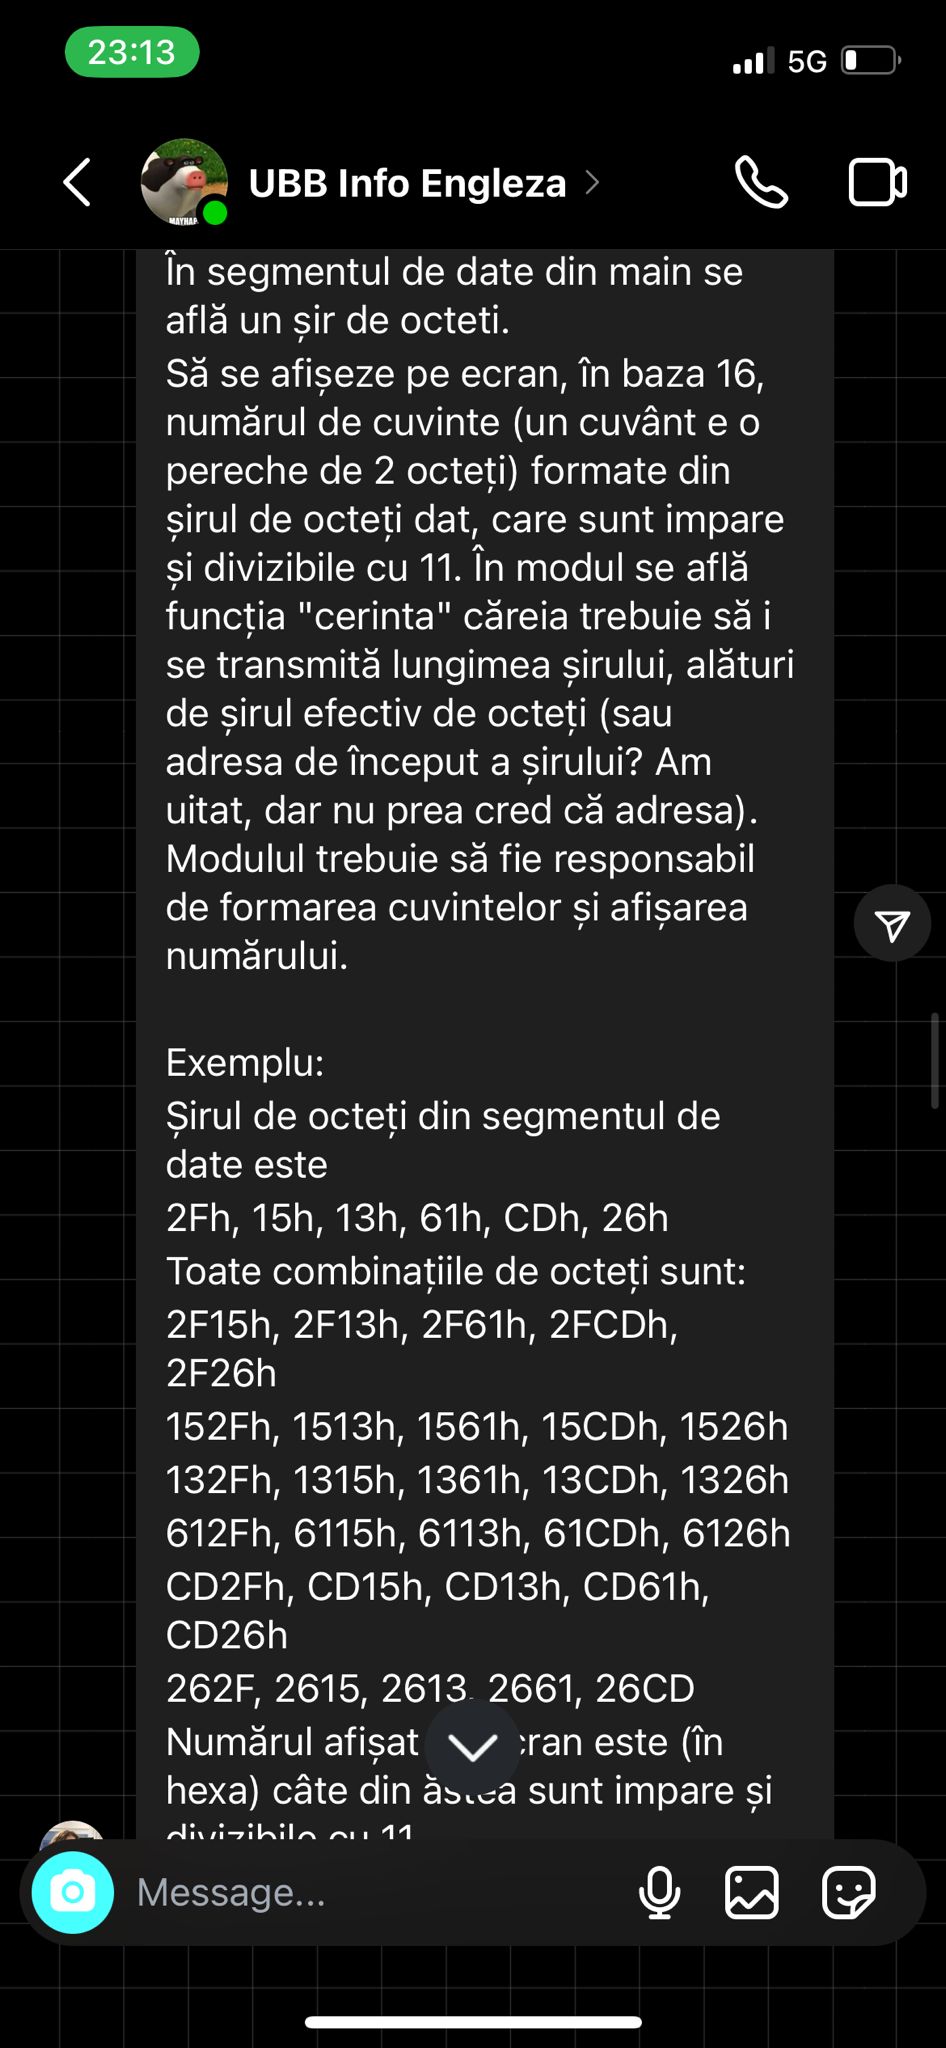 23:13
5G
UBB Info Engleza
MAYHAP
În segmentul de date din main se
află un șir de octeti.
Să se afișeze pe ecran, în baza 16,
numărul de cuvinte (un cuvânt e o
pereche de 2 octeți) formate din
șirul de octeți dat, care sunt impare
și divizibile cu 11. În modul se află
funcția "cerinta" căreia trebuie să i
se transmită lungimea șirului, alături
de șirul efectiv de octeți (sau
adresa de început a șirului? Am
uitat, dar nu prea cred că adresa).
Modulul trebuie să fie responsabil
de formarea cuvintelor și afișarea
numărului.
Exemplu:
Șirul de octeți din segmentul de
date este
2Fh, 15h, 13h, 61h, CDh, 26h
Toate combinațiile de octeți sunt:
2F15h, 2F13h, 2F61h, 2FCDh,
2F26h
152Fh, 1513h, 1561h, 15CDh, 1526h
132Fh, 1315h, 1361h, 13CDh, 1326h
612Fh, 6115h, 6113h, 61CDh, 6126h
CD2Fh, CD15h, CD13h, CD61h,
CD26h
262F, 2615, 2613, 2661, 26CD
Numărul afișat cran este (în
hexa) câte din ăstea sunt impare și
divizibile cu 11
Message...